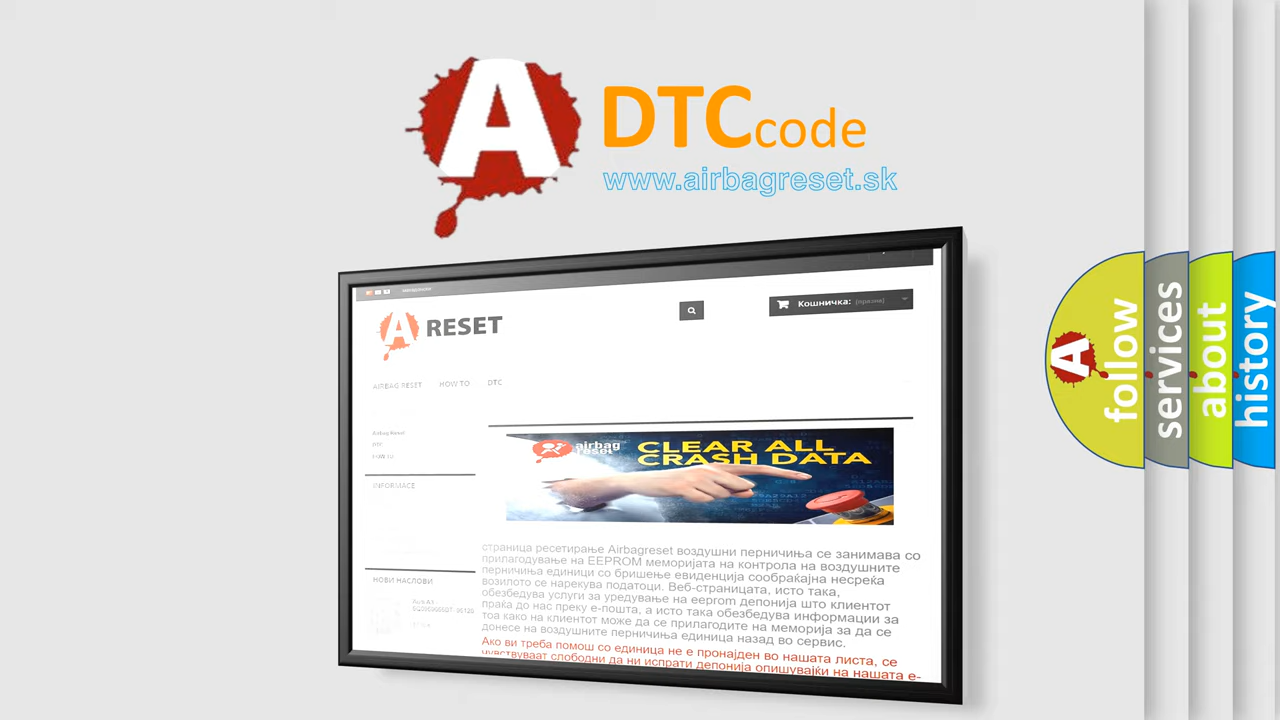 A DTC code
www.airbagreset.sk
Кошничка: (празна)
A RESET
AIRBAG RESET HOW TO DTC
Airbag Reset
DTC
INFORMACE
airbag
reset
CLEAR ALL
CRASH DATA
страница ресетирање Airbagreset воздушни перничиња се занимава со
прилагодување на EEPROM меморијата на контрола на воздушните
перничиња единици со бришење евиденција сообраќајна несреќа
возилото се нарекува податоци. Веб-страницата, исто така,
обезбедува услуги за уредување на eeprom депонија што клиентот
праќа до нас преку е-пошта, а исто така обезбедува информации за
тоа како на клиентот може да се прилагодите на меморија за да се
донесе на воздушните перничиња единица назад во сервис.
Ако ви треба помош со единица не е пронајден во нашата листа, се
чувствуваат слободни да ни испрати депонија опишувајќи на нашата е-
НОВИ НАСЛОВИ
A follow
services
about
history